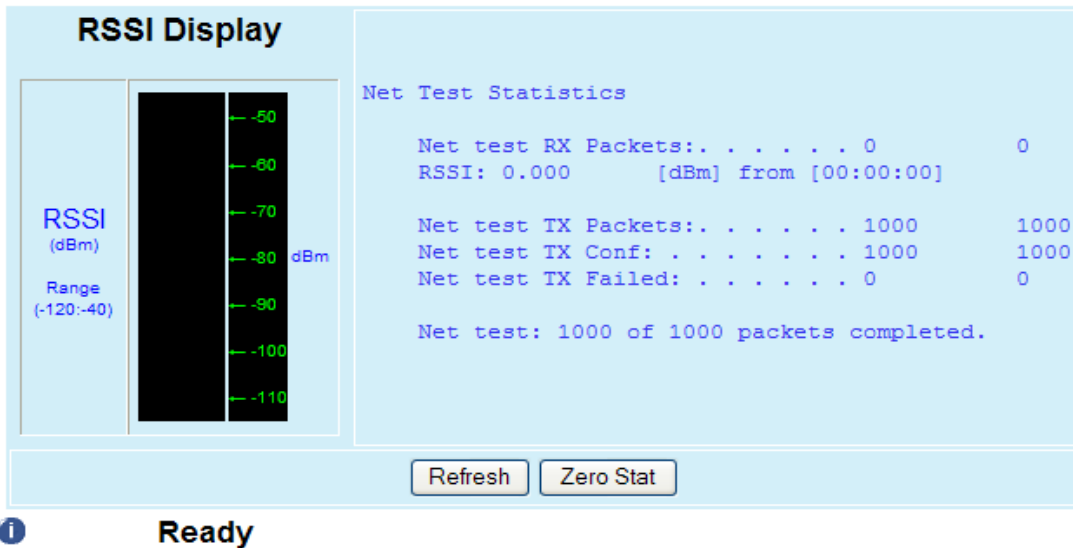 RSSI Display
RSSI
(dBm)
Range
(-120:-40)
-50
-60
-70
-80 dBm
-90
-100
-110
Net Test Statistics
Net test RX Packets:. . . . . . 0 0
RSSI: 0.000 [dBm] from [00:00:00]
Net test TX Packets:. . . . . . 1000 1000
Net test TX Conf: . . . . . . . 1000 1000
Net test TX Failed: . . . . . . 0 0
Net test: 1000 of 1000 packets completed.
Refresh Zero Stat
i Ready